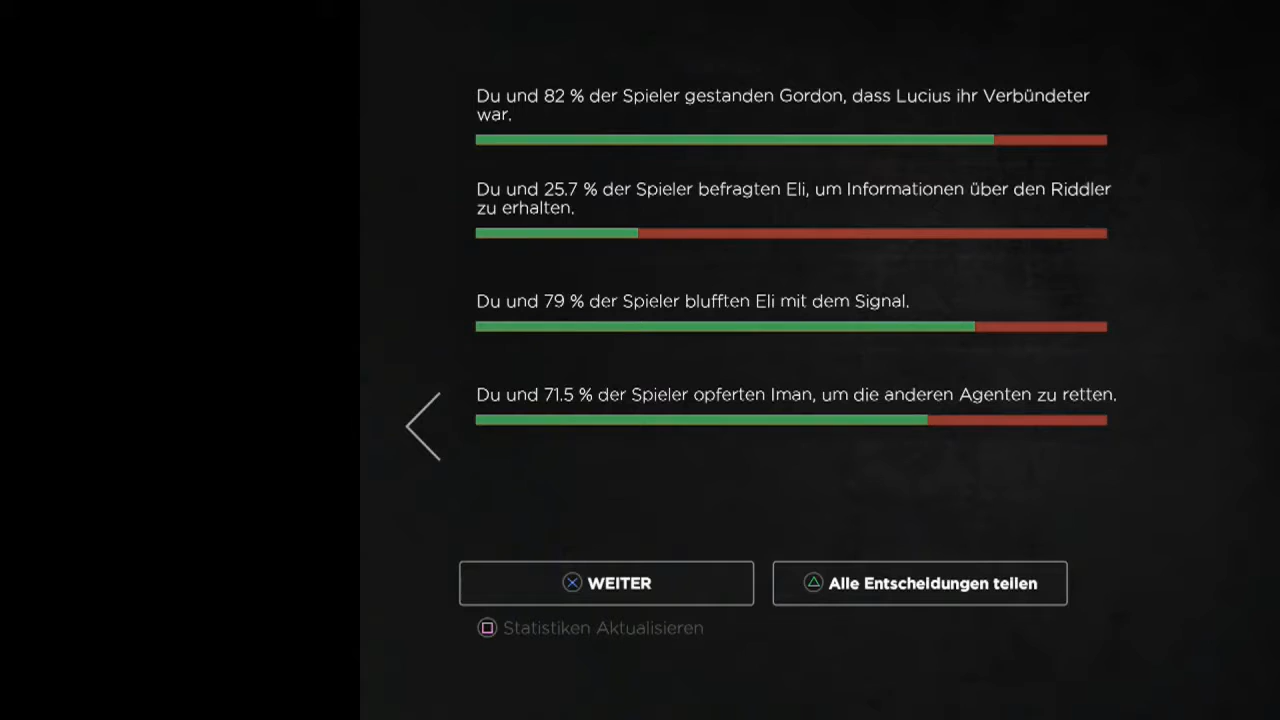 Du und 82 % der Spieler gestanden Gordon, dass Lucius ihr Verbündeter
war.
Du und 25.7 % der Spieler befragten Eli, um Informationen über den Riddler
zu erhalten.
Du und 79 % der Spieler blufften Eli mit dem Signal.
Du und 71.5 % der Spieler opferten Iman, um die anderen Agenten zu retten.
WEITER
Alle Entscheidungen teilen
Statistiken Aktualisieren